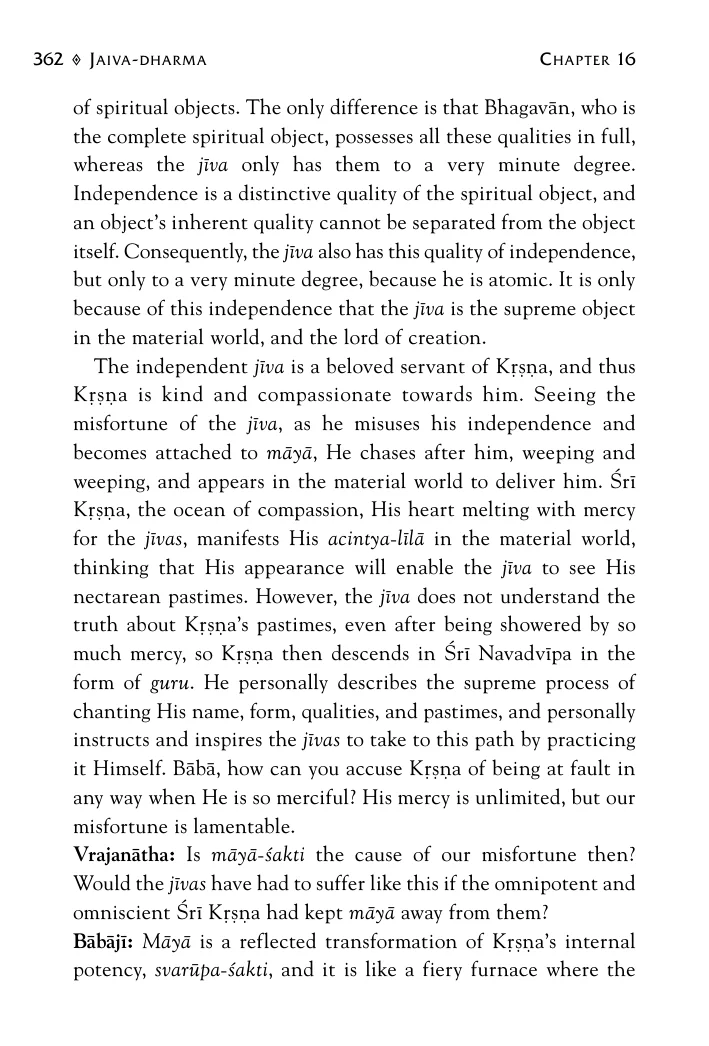 362 ◈ Jaiva-dharma Chapter 16
of spiritual objects. The only difference is that Bhagavān, who is
the complete spiritual object, possesses all these qualities in full,
whereas the jīva only has them to a very minute degree.
Independence is a distinctive quality of the spiritual object, and
an object’s inherent quality cannot be separated from the object
itself. Consequently, the jīva also has this quality of independence,
but only to a very minute degree, because he is atomic. It is only
because of this independence that the jīva is the supreme object
in the material world, and the lord of creation.
The independent jīva is a beloved servant of Kṛṣṇa, and thus
Kṛṣṇa is kind and compassionate towards him. Seeing the
misfortune of the jīva, as he misuses his independence and
becomes attached to māyā, He chases after him, weeping and
weeping, and appears in the material world to deliver him. Śrī
Kṛṣṇa, the ocean of compassion, His heart melting with mercy
for the jīvas, manifests His acintya-līlā in the material world,
thinking that His appearance will enable the jīva to see His
nectarean pastimes. However, the jīva does not understand the
truth about Kṛṣṇa’s pastimes, even after being showered by so
much mercy, so Kṛṣṇa then descends in Śrī Navadvīpa in the
form of guru. He personally describes the supreme process of
chanting His name, form, qualities, and pastimes, and personally
instructs and inspires the jīvas to take to this path by practicing
it Himself. Bābā, how can you accuse Kṛṣṇa of being at fault in
any way when He is so merciful? His mercy is unlimited, but our
misfortune is lamentable.
Vrajanātha: Is māyā-śakti the cause of our misfortune then?
Would the jīvas have had to suffer like this if the omnipotent and
omniscient Śrī Kṛṣṇa had kept māyā away from them?
Bābājī: Māyā is a reflected transformation of Kṛṣṇa’s internal
potency, svarūpa-śakti, and it is like a fiery furnace where the